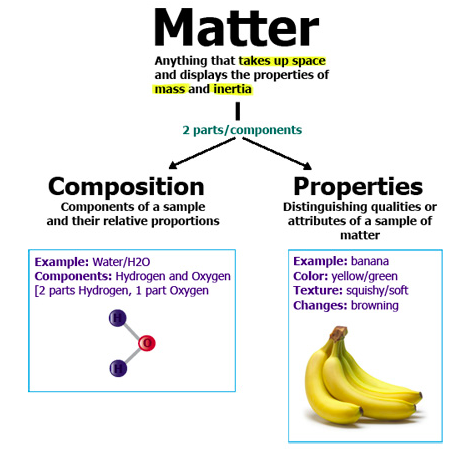 Matter
Anything that takes up space
and displays the properties of
mass and inertia
2 parts/components
Composition
Components of a sample
and their relative proportions
Example: Water/H2O
Components: Hydrogen and Oxygen
[2 parts Hydrogen, 1 part Oxygen
H
O
H
Properties
Distinguishing qualities or
attributes of a sample of
matter
Example: banana
Color: yellow/green
Texture: squishy/soft
Changes: browning